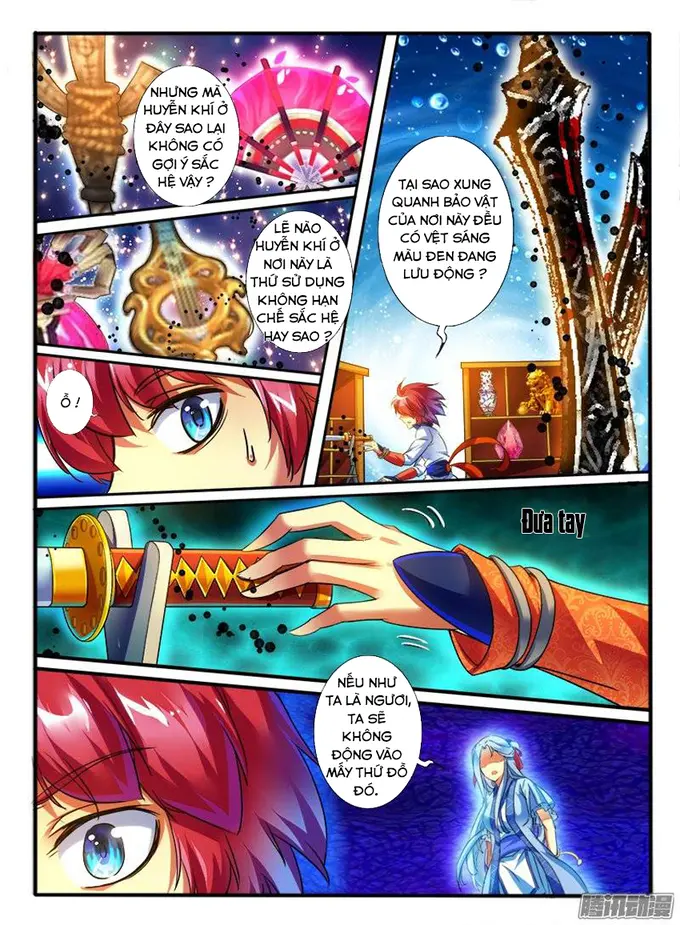 NHƯNG MÀ
HUYỄN KHÍ Ở
ĐÂY SAO LẠI
KHÔNG CÓ
GỢI Ý SẮC
HỆ VẬY ?
TẠI SAO XUNG
QUANH BẢO VẬT
CỦA NƠI NÀY ĐỀU
CÓ VỆT SÁNG
MÀU ĐEN ĐANG
LƯU ĐỘNG ?
LẼ NÀO
HUYỄN KHÍ Ở
NƠI NÀY LÀ
THỨ SỬ DỤNG
KHÔNG HẠN
CHẾ SẮC HỆ
HAY SAO ?
Ồ !
Đưa tay
NẾU NHƯ
TA LÀ NGƯƠI,
TA SẼ
KHÔNG
ĐỘNG VÀO
MẤY THỨ ĐỒ
ĐÓ.
腾讯动漫